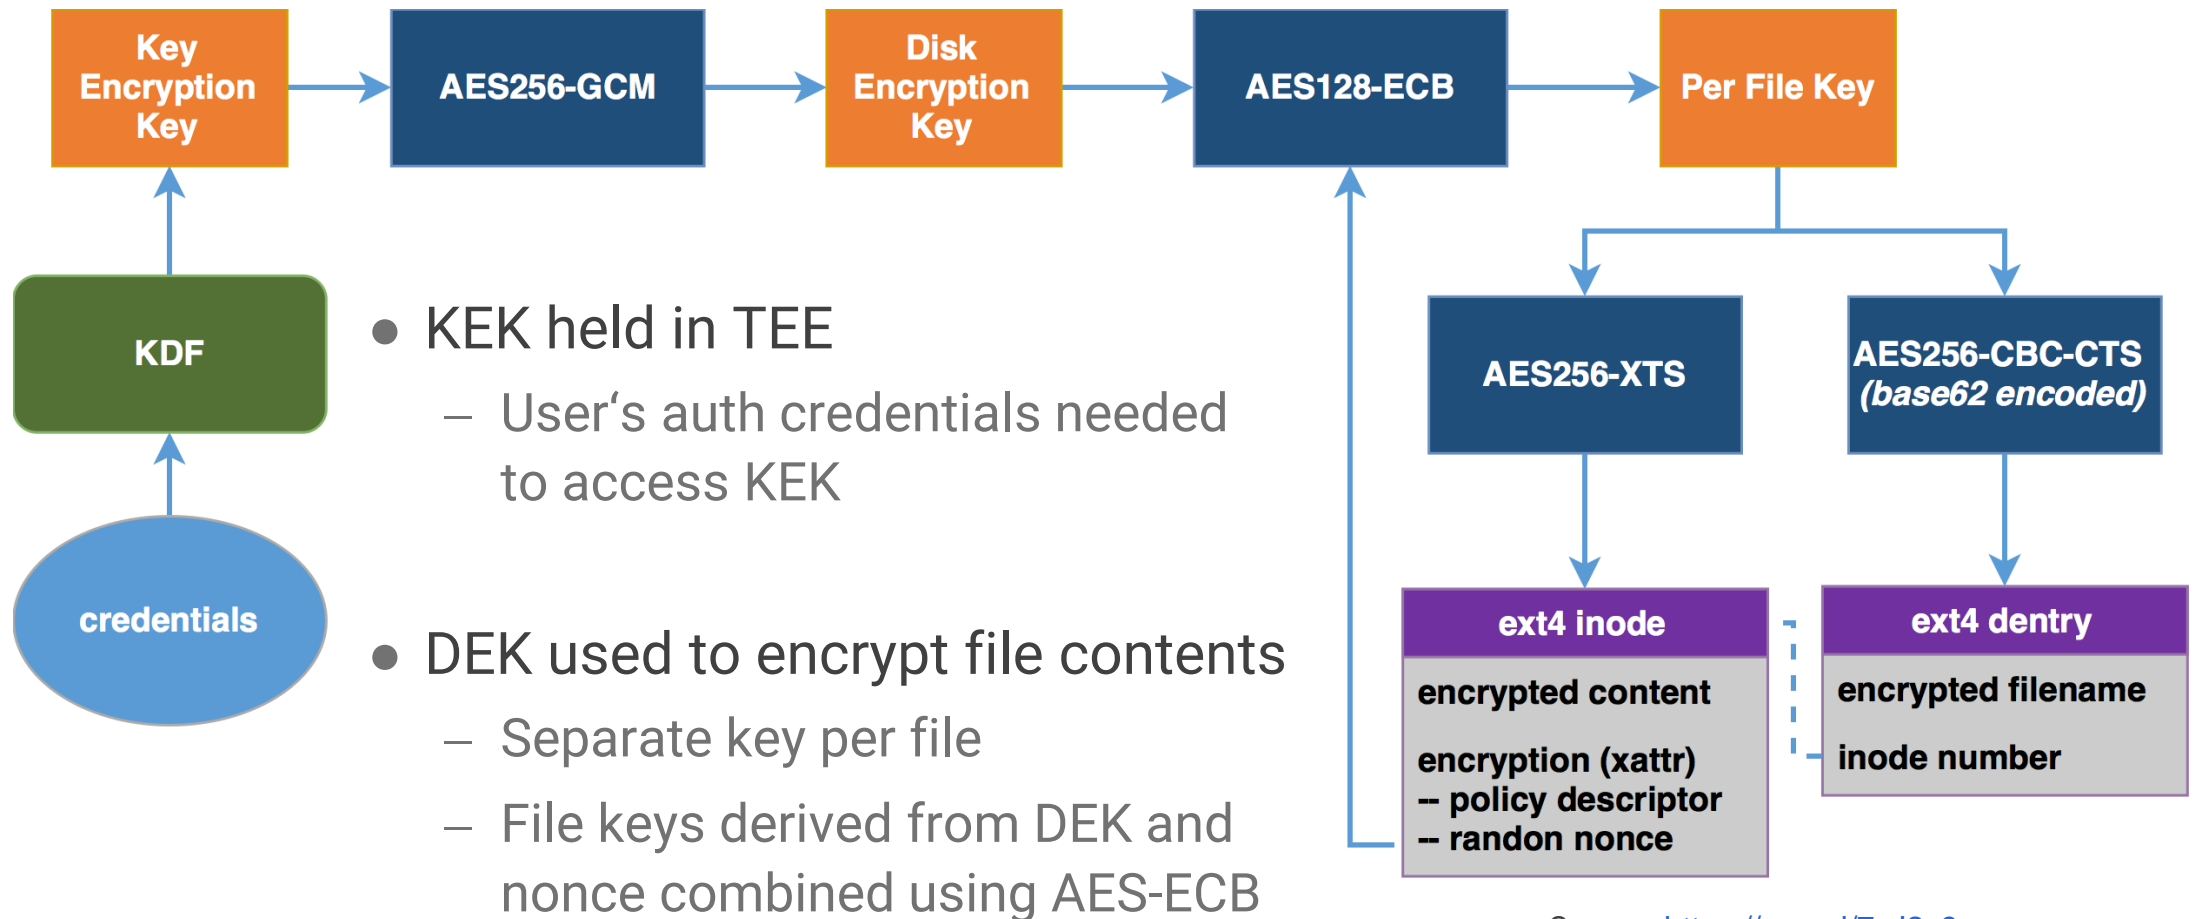 Key
Encryption
Key
AES256-GCM
Disk
Encryption
Key
AES128-ECB
Per File Key
KDF
credentials
● KEK held in TEE
– User‘s auth credentials needed
to access KEK
● DEK used to encrypt file contents
– Separate key per file
– File keys derived from DEK and
nonce combined using AES-ECB
AES256-XTS
AES256-CBC-CTS
(base62 encoded)
ext4 inode
encrypted content
encryption (xattr)
-- policy descriptor
-- randon nonce
ext4 dentry
encrypted filename
inode number